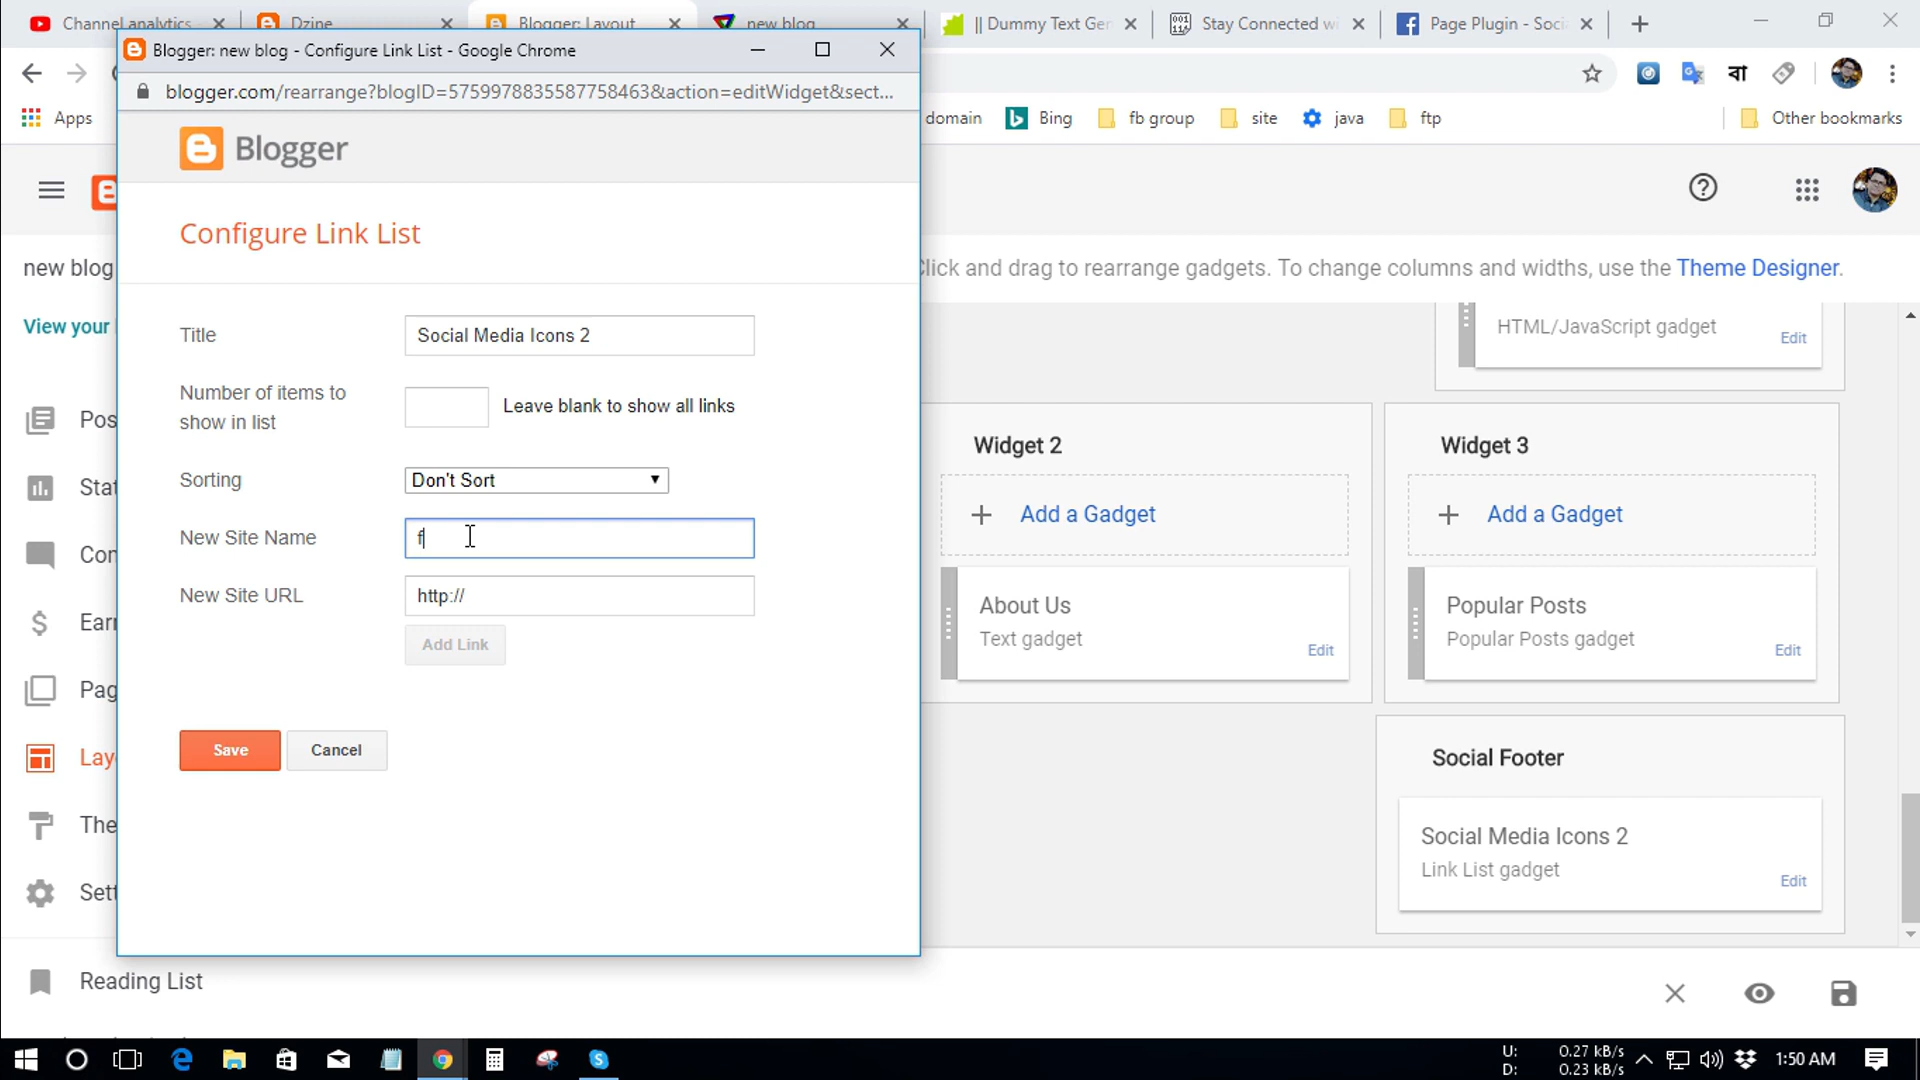 Channel analytics
Dzine
Blogger: Layout
new blog
|| Dummy Text Gen
Stay Connected wi
Page Plugin - Soci
Blogger: new blog - Configure Link List - Google Chrome
blogger.com/rearrange?blogID=5759978835587758463&action=editWidget&sect...
Apps
domain
Bing
fb group
site
java
ftp
Other bookmarks
বা
Blogger
Configure Link List
new blog
Click and drag to rearrange gadgets. To change columns and widths, use the Theme Designer.
View your
Title
Social Media Icons 2
HTML/JavaScript gadget
Edit
Number of items to show in list
Leave blank to show all links
Pos
Widget 2
Widget 3
Sorting
Don't Sort
Stat
Add a Gadget
Add a Gadget
New Site Name
f
Con
New Site URL
http://
About Us
Text gadget
Edit
Popular Posts
Popular Posts gadget
Edit
Add Link
Earn
Pag
Save
Cancel
Layo
Social Footer
The
Social Media Icons 2
Link List gadget
Edit
Sett
Reading List
U: 0.27 kB/s
D: 0.23 kB/s
1:50 AM